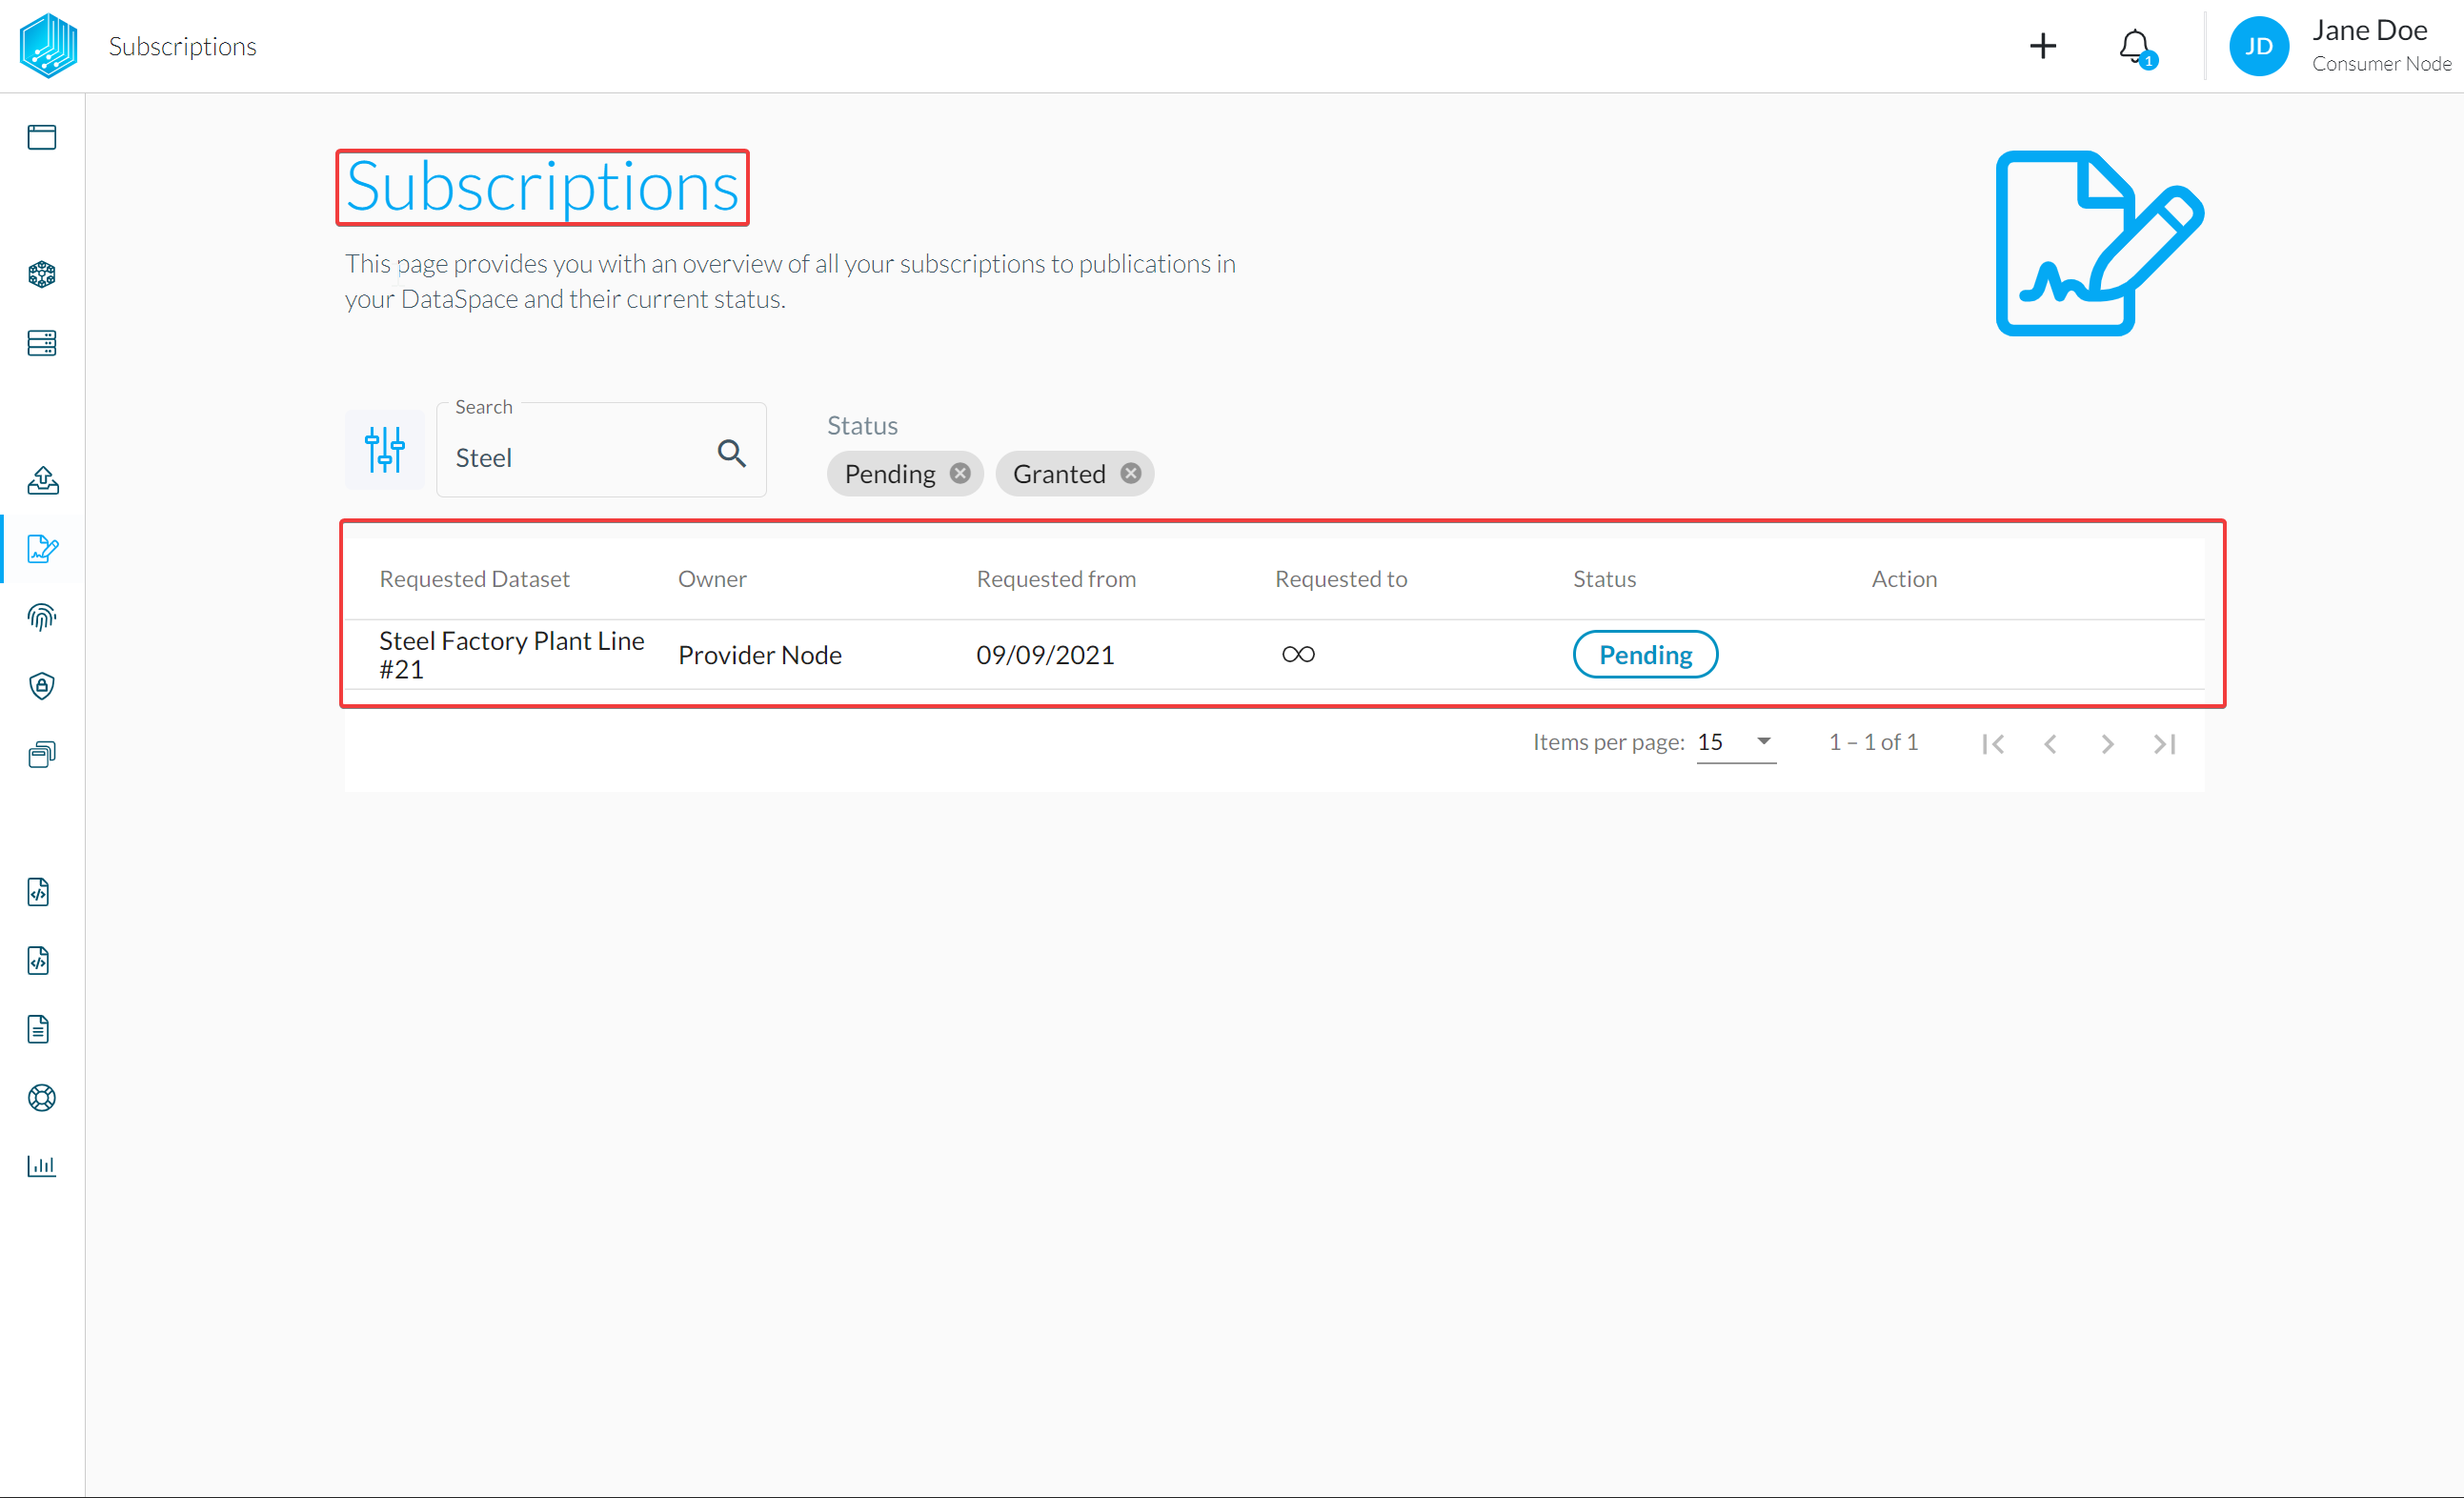 Subscriptions
1
JD
Jane Doe
Consumer Node
Subscriptions
This page provides you with an overview of all your subscriptions to publications in
your DataSpace and their current status.
Search
Steel
Status
Pending
Granted
Requested Dataset
Owner
Requested from
Requested to
Status
Action
Steel Factory Plant Line
#21
Provider Node
09/09/2021
∞
Pending
Items per page: 15
1 – 1 of 1